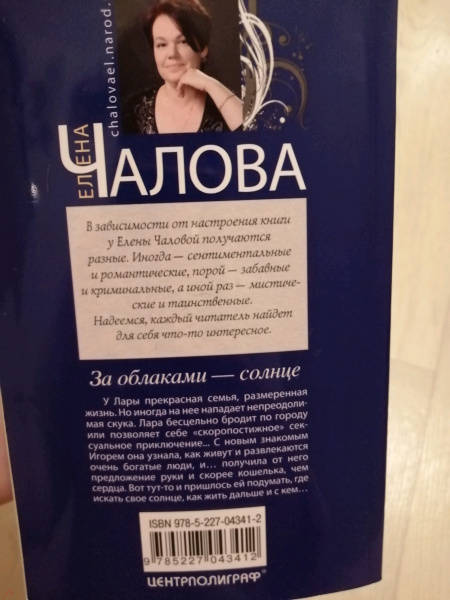 chalovael.narod.
ЕЛЕНА
ЧАЛОВА
В зависимости от настроения книги
у Елены Чаловой получаются
разные. Иногда — сентиментальные
и романтические, порой — забавные
и криминальные, а иной раз — мистиче-
ские и таинственные.
Надеемся, каждый читатель найдет
для себя что-то интересное.
За облаками — солнце
У Лары прекрасная семья, размеренная
жизнь. Но иногда на нее нападает непреодоли-
мая скука. Лара бесцельно бродит по городу
или позволяет себе «скоропостижное» сек-
суальное приключение... С новым знакомым
Игорем она узнала, как живут и развлекаются
очень богатые люди, и... получила от него
предложение руки и скорее кошелька, чем
сердца. Вот тут-то и пришлось ей подумать, где
искать свое солнце, как жить дальше и с кем...
ISBN 978-5-227-04341-2
9 785227 043412
ЦЕНТРПОЛИГРАФ®